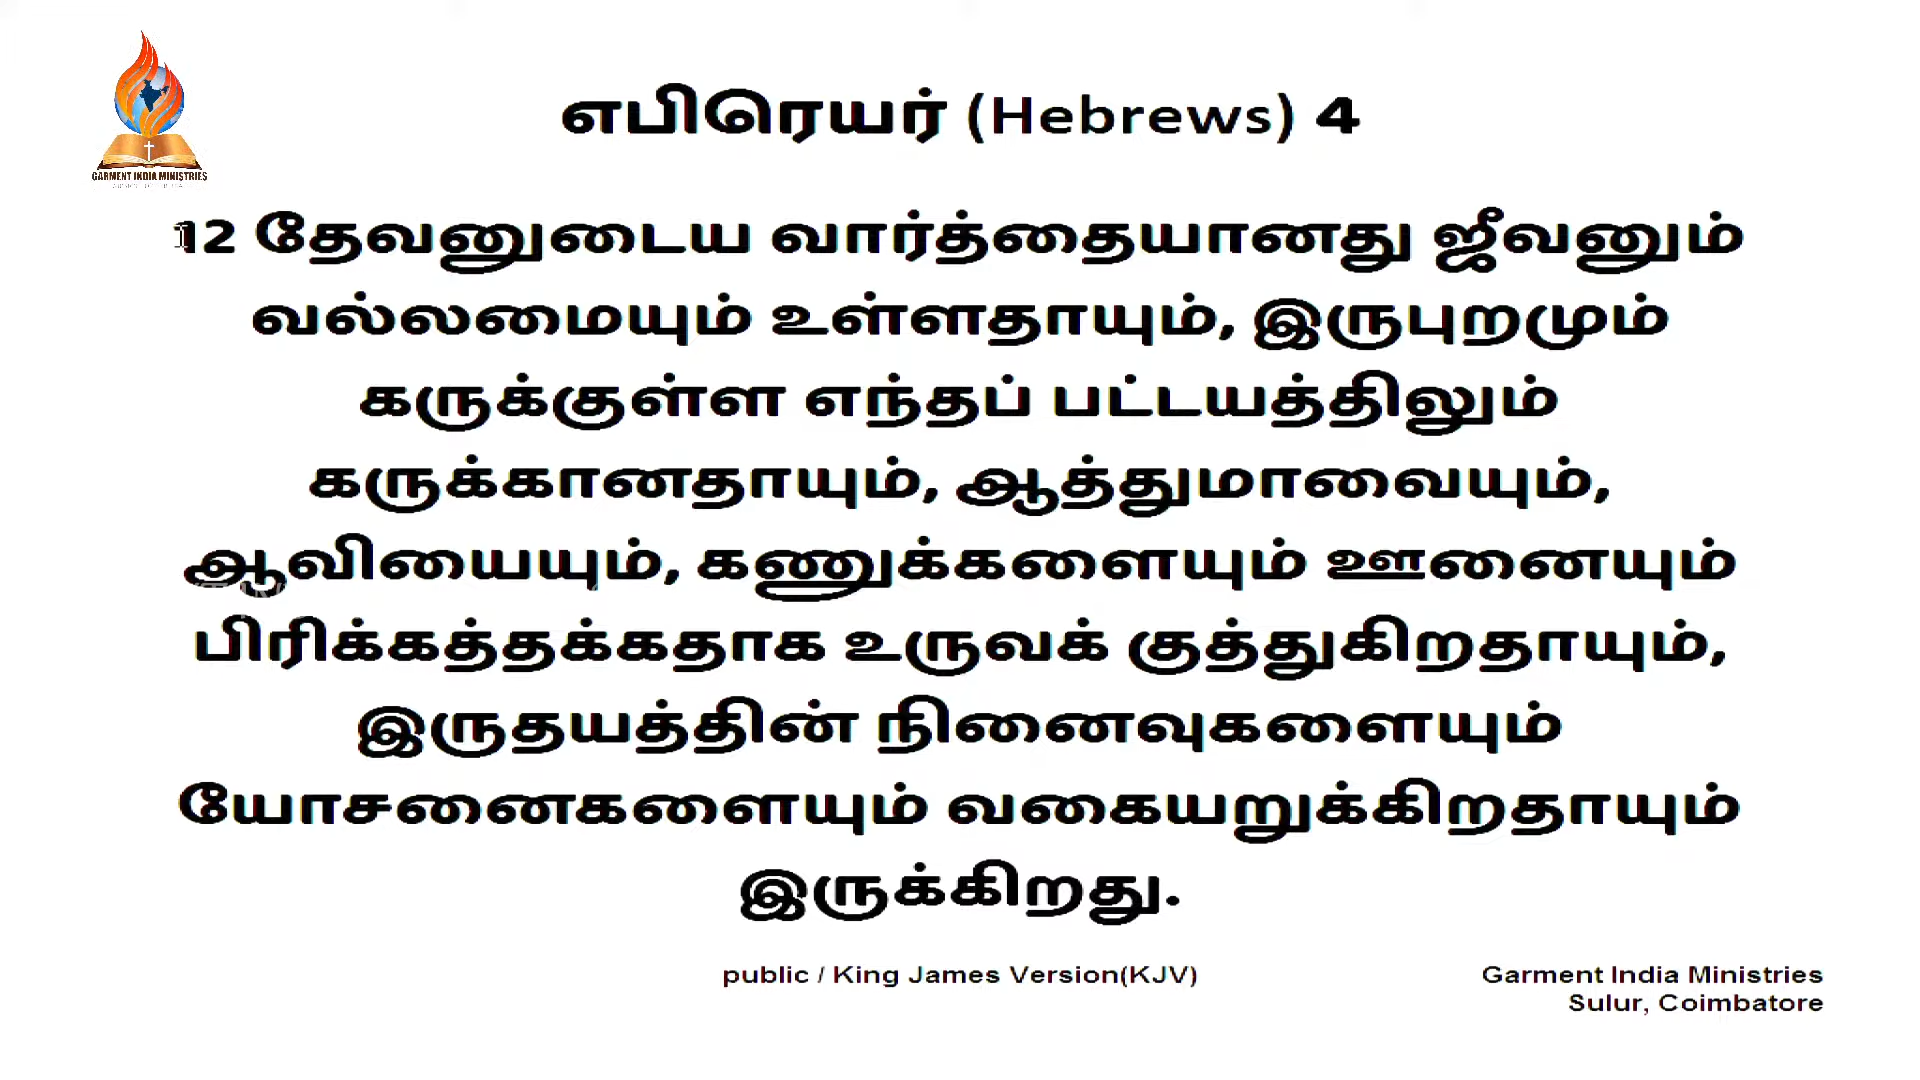 GARMENT INDIA MINISTRIES
எபிரெயர் (Hebrews) 4
12 தேவனுடைய வார்த்தையானது ஜீவனும்
வல்லமையும் உள்ளதாயும், இருபுறமும்
கருக்குள்ள எந்தப் பட்டயத்திலும்
கருக்கானதாயும், ஆத்துமாவையும்,
ஆவியையும், கணுக்களையும் ஊனையும்
பிரிக்கத்தக்கதாக உருவக் குத்துகிறதாயும்,
இருதயத்தின் நினைவுகளையும்
யோசனைகளையும் வகையறுக்கிறதாயும்
இருக்கிறது.
public / King James Version(KJV)
Garment India Ministries
Sulur, Coimbatore